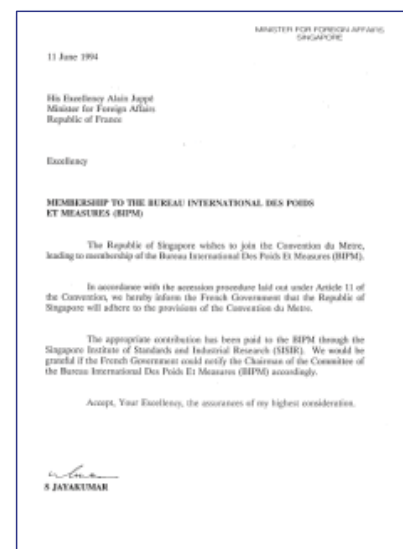 MINISTER FOR FOREIGN AFFAIRS
SINGAPORE
11 June 1994
His Excellency Alain Juppé
Minister for Foreign Affairs
Republic of France
Excellency
MEMBERSHIP TO THE BUREAU INTERNATIONAL DES POIDS
ET MEASURES (BIPM)
The Republic of Singapore wishes to join the Convention du Metre,
leading to membership of the Bureau International Des Poids Et Measures (BIPM).
In accordance with the accession procedure laid out under Article 11 of
the Convention, we hereby inform the French Government that the Republic of
Singapore will adhere to the provisions of the Convention du Metre.
The appropriate contribution has been paid to the BIPM through the
Singapore Institute of Standards and Industrial Research (SISIR). We would be
grateful if the French Government could notify the Chairman of the Committee of
the Bureau International Des Poids Et Measures (BIPM) accordingly.
Accept, Your Excellency, the assurances of my highest consideration.
S JAYAKUMAR